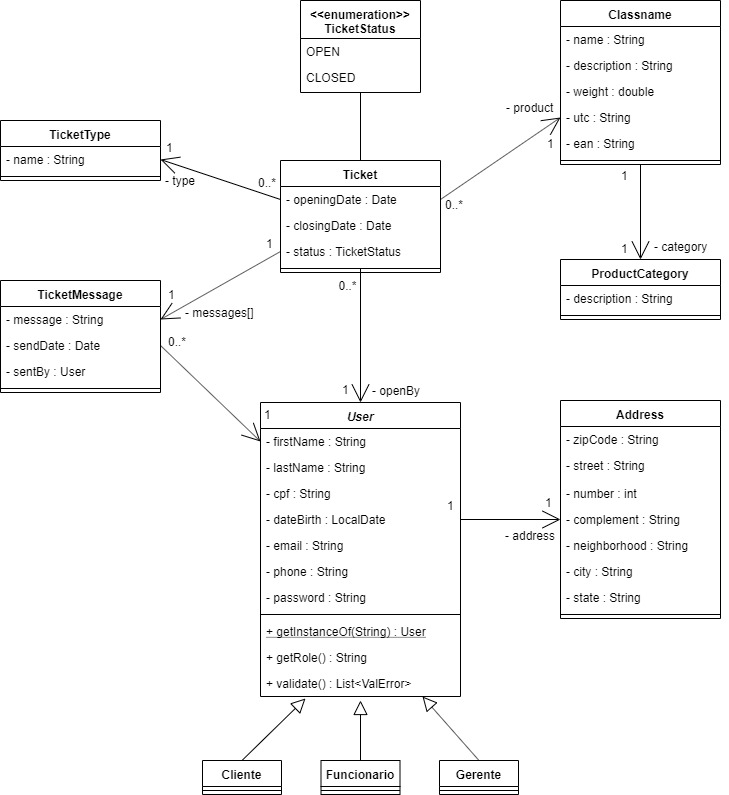 <<enumeration>>
TicketStatus
OPEN
CLOSED
Classname
- name : String
- description : String
- weight : double
- utc : String
- ean : String
- product
1
0..*
TicketType
- name : String
1
- type
0..*
Ticket
- openingDate : Date
- closingDate : Date
- status : TicketStatus
1
1
- category
ProductCategory
- description : String
1
1
- messages[]
TicketMessage
- message : String
- sendDate : Date
- sentBy : User
0..*
0..*
1
- openBy
1
User
- firstName : String
- lastName : String
- cpf : String
- dateBirth : LocalDate
- email : String
- phone : String
- password : String
+ getInstanceOf(String) : User
+ getRole() : String
+ validate() : List<ValError>
1
1
- address
Address
- zipCode : String
- street : String
- number : int
- complement : String
- neighborhood : String
- city : String
- state : String
Cliente
Funcionario
Gerente